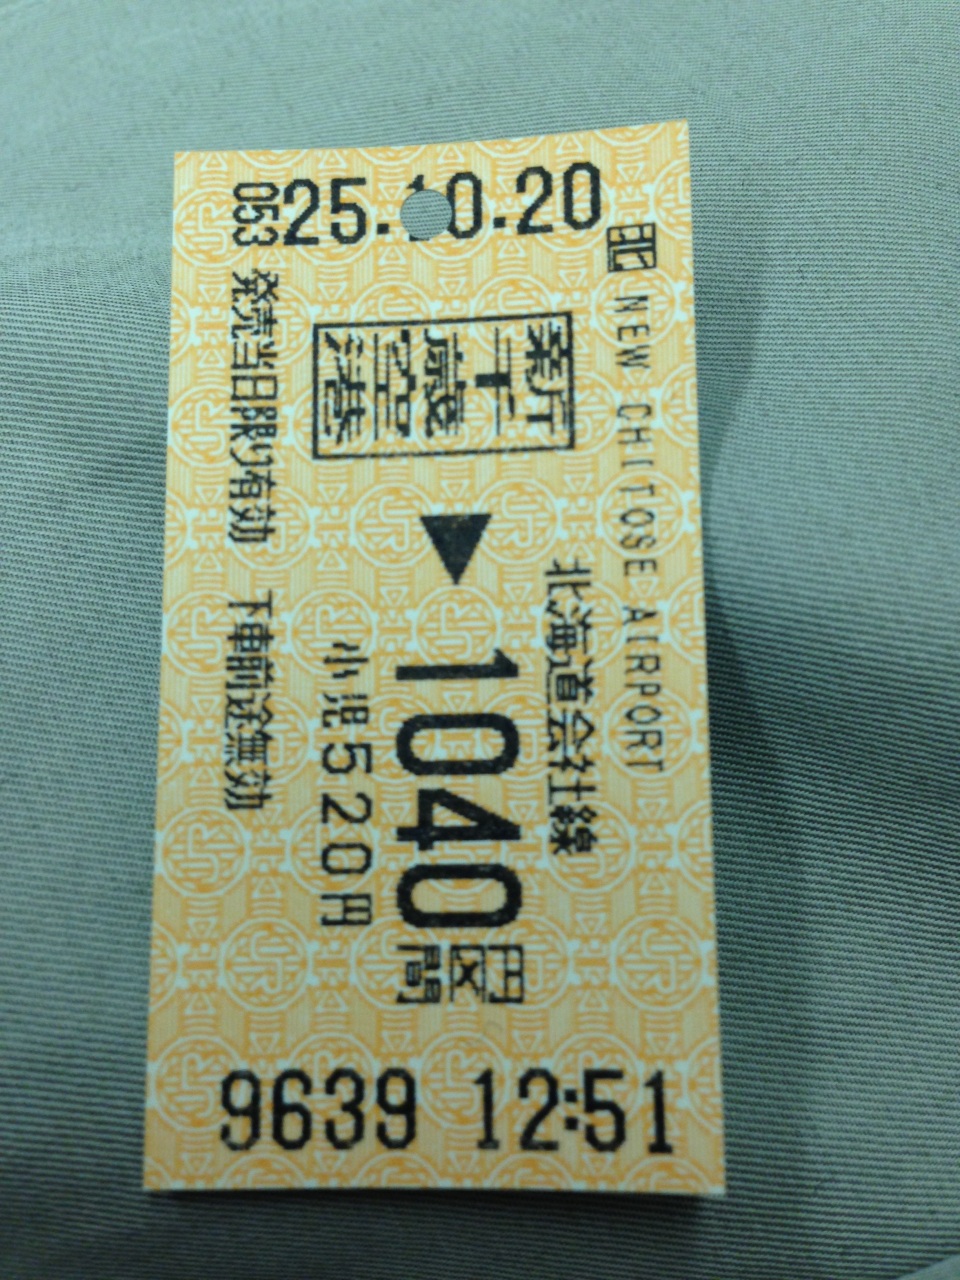 25.10.20
北 NEW CHITOSE AIRPORT
北海道会社線
新千歳空港 ▶ 1040円区間
小児520円
053 発売当日限り有効 下車前途無効
9639 12:51